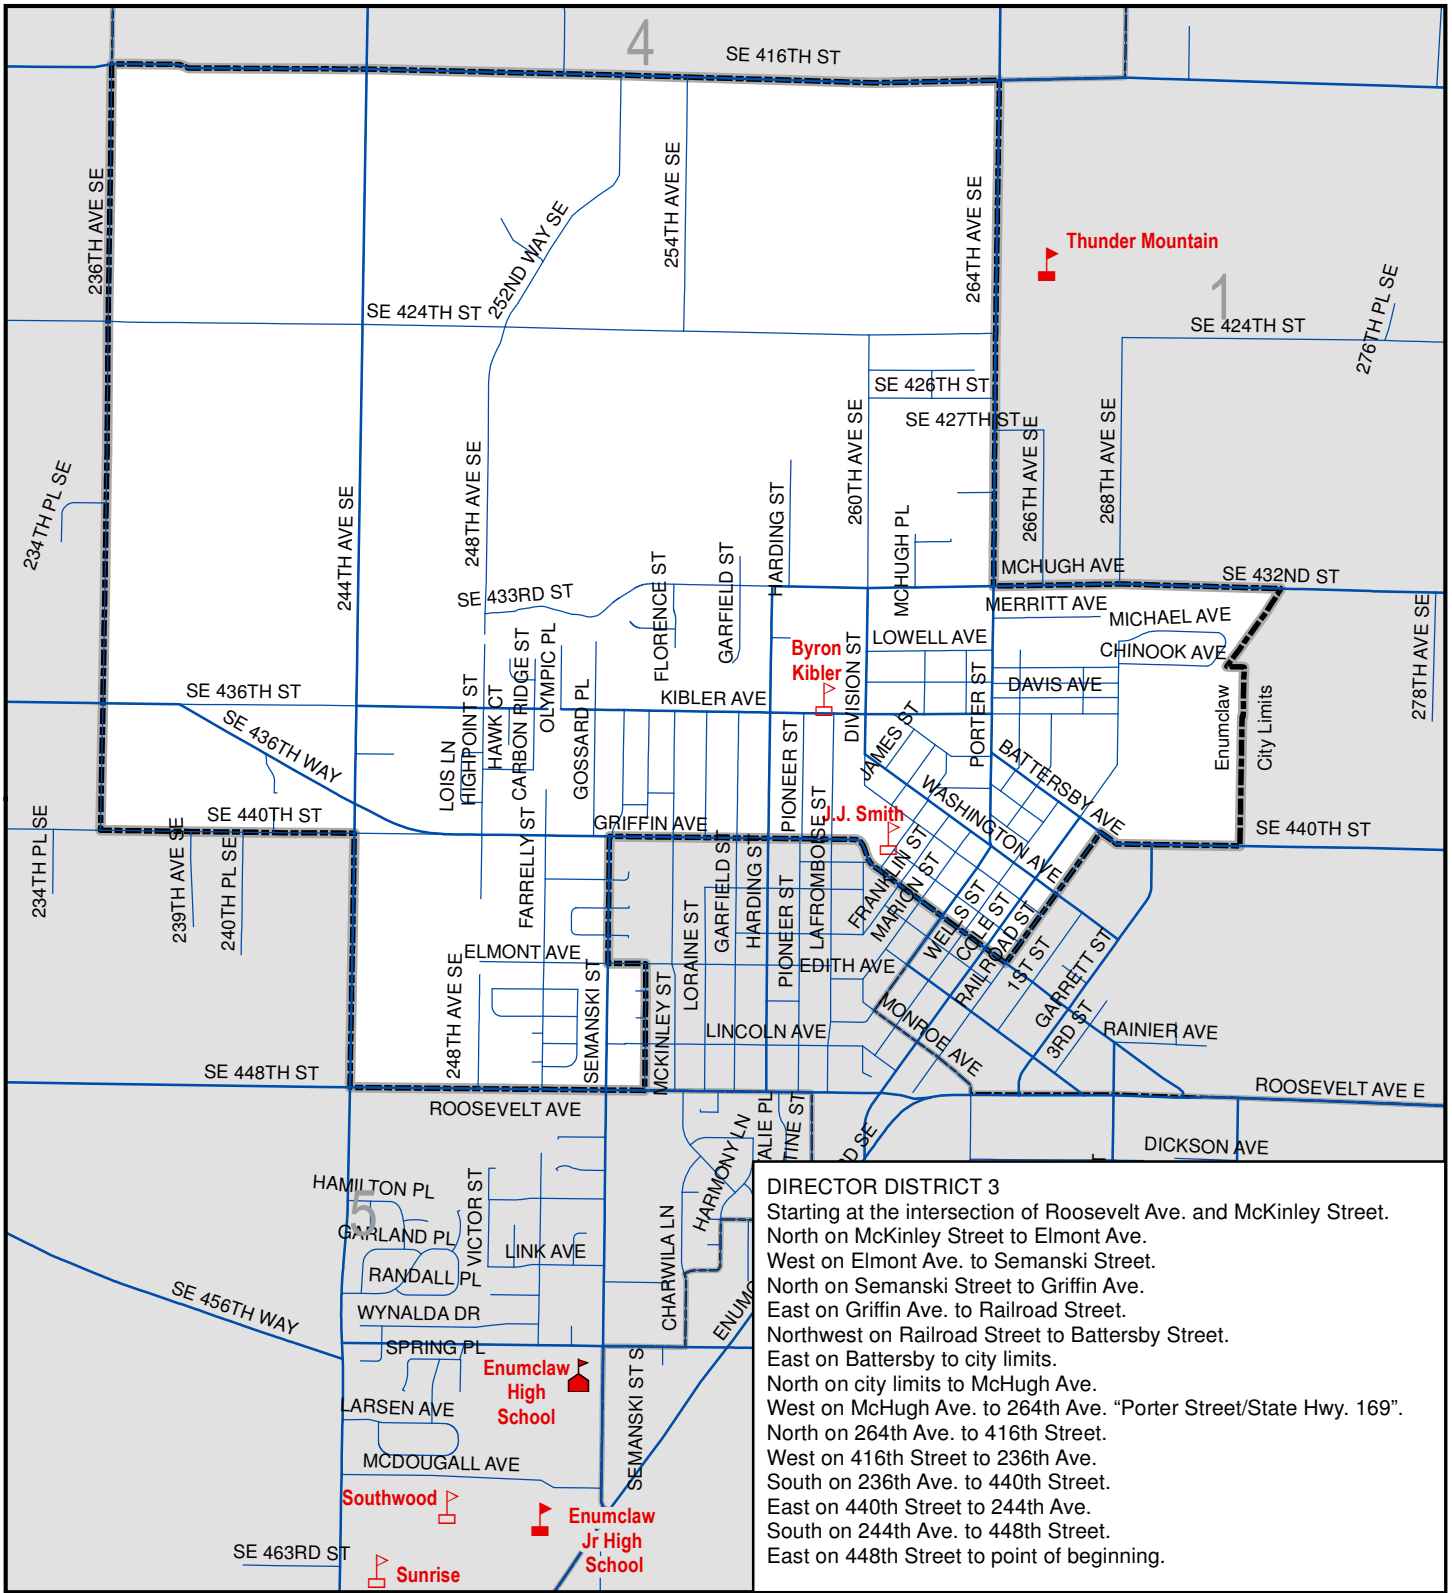 4
SE 416TH ST
236TH AVE SE
254TH AVE SE
264TH AVE SE
252ND WAY SE
Thunder Mountain
1
276TH PL SE
SE 424TH ST
SE 424TH ST
SE 426TH ST
SE 427TH ST
234TH PL SE
244TH AVE SE
248TH AVE SE
260TH AVE SE
266TH AVE SE
268TH AVE SE
HARDING ST
MCHUGH PL
MCHUGH AVE
SE 432ND ST
SE 433RD ST
FLORENCE ST
GARFIELD ST
MERRITT AVE
MICHAEL AVE
278TH AVE SE
LOWELL AVE
CHINOOK AVE
Byron
Kibler
DIVISION ST
PORTER ST
DAVIS AVE
SE 436TH ST
KIBLER AVE
SE 436TH WAY
LOIS LN
HIGHPOINT ST
HAWK CT
CARBON RIDGE ST
OLYMPIC PL
GOSSARD PL
PIONEER ST
JAMES ST
BATTERSBY AVE
Enumclaw
City Limits
WASHINGTON AVE
LAFROMBOISE ST
J.J. Smith
SE 440TH ST
GRIFFIN AVE
SE 440TH ST
234TH PL SE
239TH AVE SE
240TH PL SE
FARRELLY ST
LORAINE ST
GARFIELD ST
HARDING ST
PIONEER ST
FRANKLIN ST
MARION ST
WELLS ST
COLE ST
RAILROAD ST
RAILROAD ST
1ST ST
GARRETT ST
3RD ST
ELMONT AVE
EDITH AVE
248TH AVE SE
SEMANSKI ST
MCKINLEY ST
LINCOLN AVE
MONROE AVE
RAINIER AVE
SE 448TH ST
ROOSEVELT AVE
ROOSEVELT AVE E
DICKSON AVE
HARMONY LN
ALIE PL
TINE ST
RD SE
T
HAMILTON PL
5
GARLAND PL
VICTOR ST
LINK AVE
RANDALL PL
CHARWILA LN
SE 456TH WAY
WYNALDA DR
ENUMC
SPRING PL
Enumclaw
High
School
SEMANSKI ST S
LARSEN AVE
MCDOUGALL AVE
Southwood
Enumclaw
Jr High
School
SE 463RD ST
Sunrise
DIRECTOR DISTRICT 3
Starting at the intersection of Roosevelt Ave. and McKinley Street.
North on McKinley Street to Elmont Ave.
West on Elmont Ave. to Semanski Street.
North on Semanski Street to Griffin Ave.
East on Griffin Ave. to Railroad Street.
Northwest on Railroad Street to Battersby Street.
East on Battersby to city limits.
North on city limits to McHugh Ave.
West on McHugh Ave. to 264th Ave. “Porter Street/State Hwy. 169”.
North on 264th Ave. to 416th Street.
West on 416th Street to 236th Ave.
South on 236th Ave. to 440th Street.
East on 440th Street to 244th Ave.
South on 244th Ave. to 448th Street.
East on 448th Street to point of beginning.